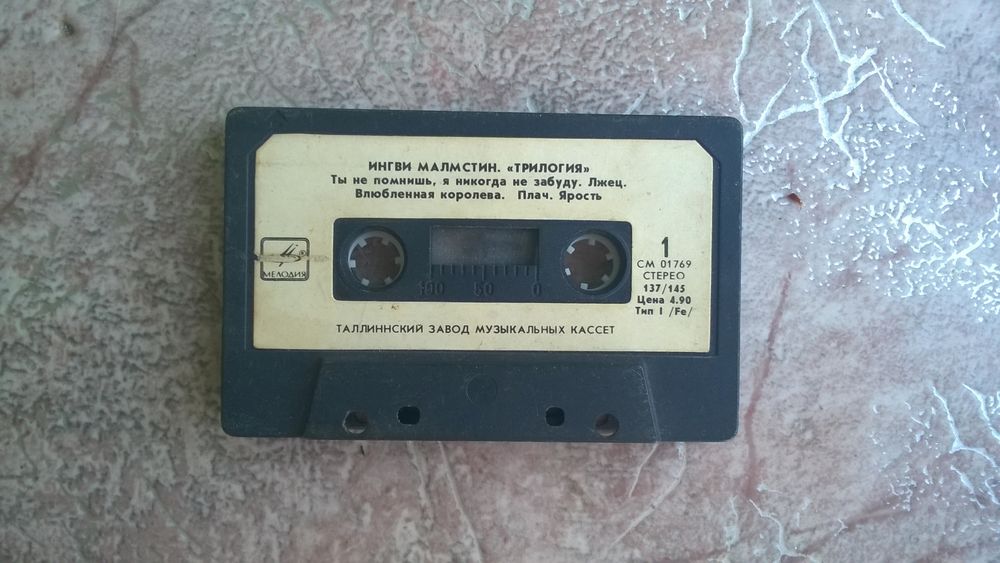 ИНГВИ МАЛМСТИН. «ТРИЛОГИЯ»
Ты не помнишь, я никогда не забуду. Лжец.
Влюбленная королева. Плач. Ярость
МЕЛОДИЯ
100 50 0
1
СМ 01769
СТЕРЕО
137/145
Цена 4.90
Тип I /Fe/
ТАЛЛИННСКИЙ ЗАВОД МУЗЫКАЛЬНЫХ КАССЕТ